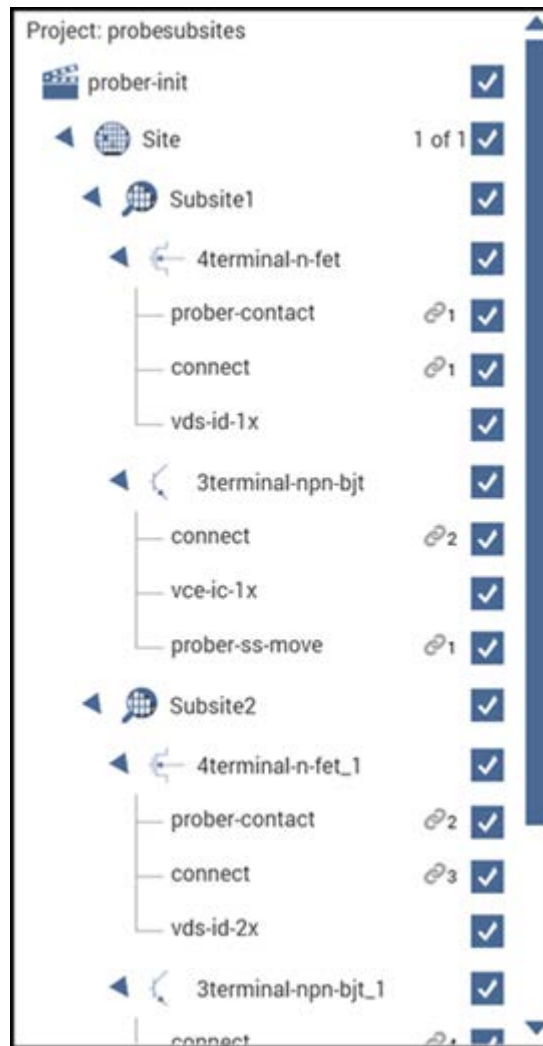 Project: probesubsites
prober-init
Site 1 of 1
Subsite1
4terminal-n-fet
prober-contact 1
connect 1
vds-id-1x
3terminal-npn-bjt
connect 2
vce-ic-1x
prober-ss-move 1
Subsite2
4terminal-n-fet_1
prober-contact 2
connect 3
vds-id-2x
3terminal-npn-bjt_1
connect 4